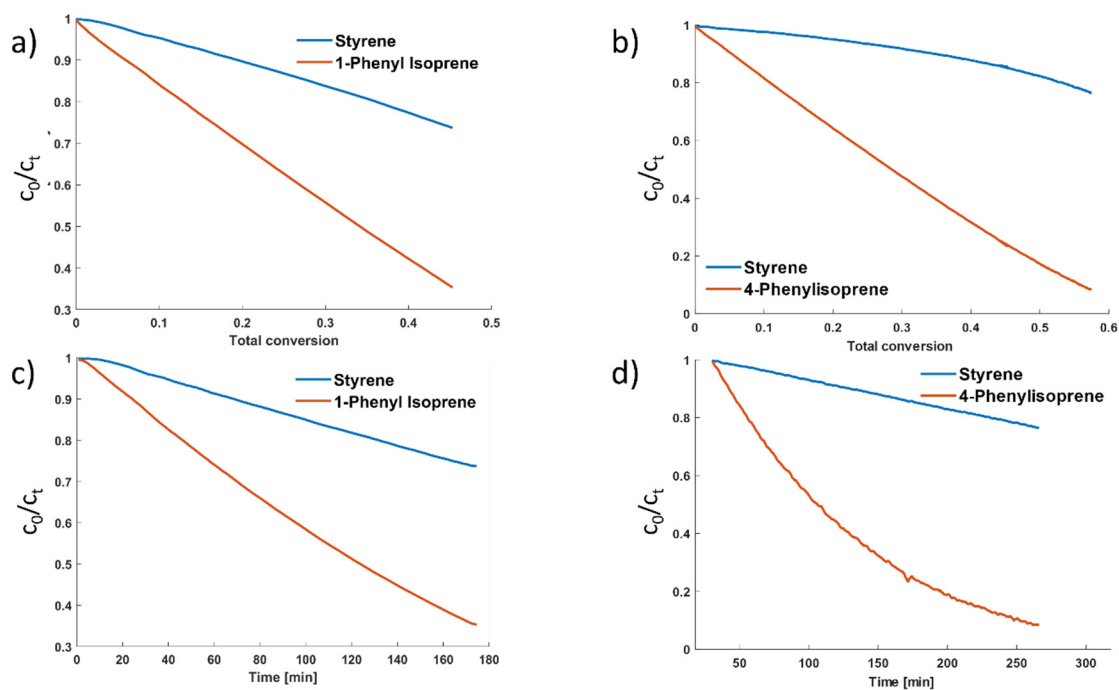 a)
c₀/cₜ
1
0.9
0.8
0.7
0.6
0.5
0.4
0.3
0
0.1
0.2
0.3
0.4
0.5
Total conversion
Styrene
1-Phenyl Isoprene
b)
c₀/cₜ
1
0.8
0.6
0.4
0.2
0
0
0.1
0.2
0.3
0.4
0.5
0.6
Total conversion
Styrene
4-Phenylisoprene
c)
c₀/cₜ
1
0.9
0.8
0.7
0.6
0.5
0.4
0.3
0
20
40
60
80
100
120
140
160
180
Time [min]
Styrene
1-Phenyl Isoprene
d)
c₀/cₜ
1
0.8
0.6
0.4
0.2
0
50
100
150
200
250
300
Time [min]
Styrene
4-Phenylisoprene